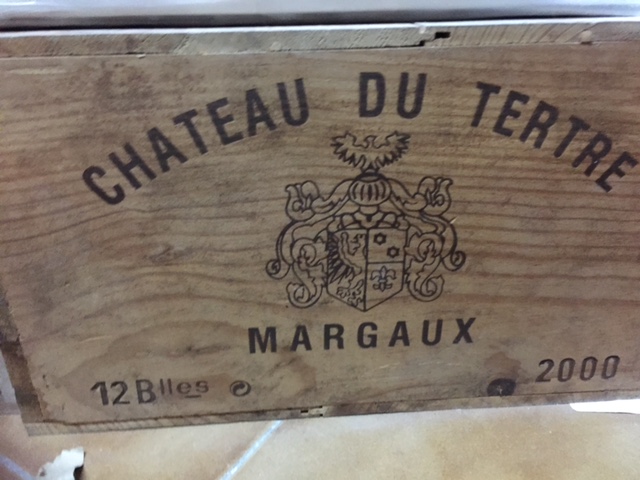 CHATEAU DU TERTRE
MARGAUX
12 Blles
2000